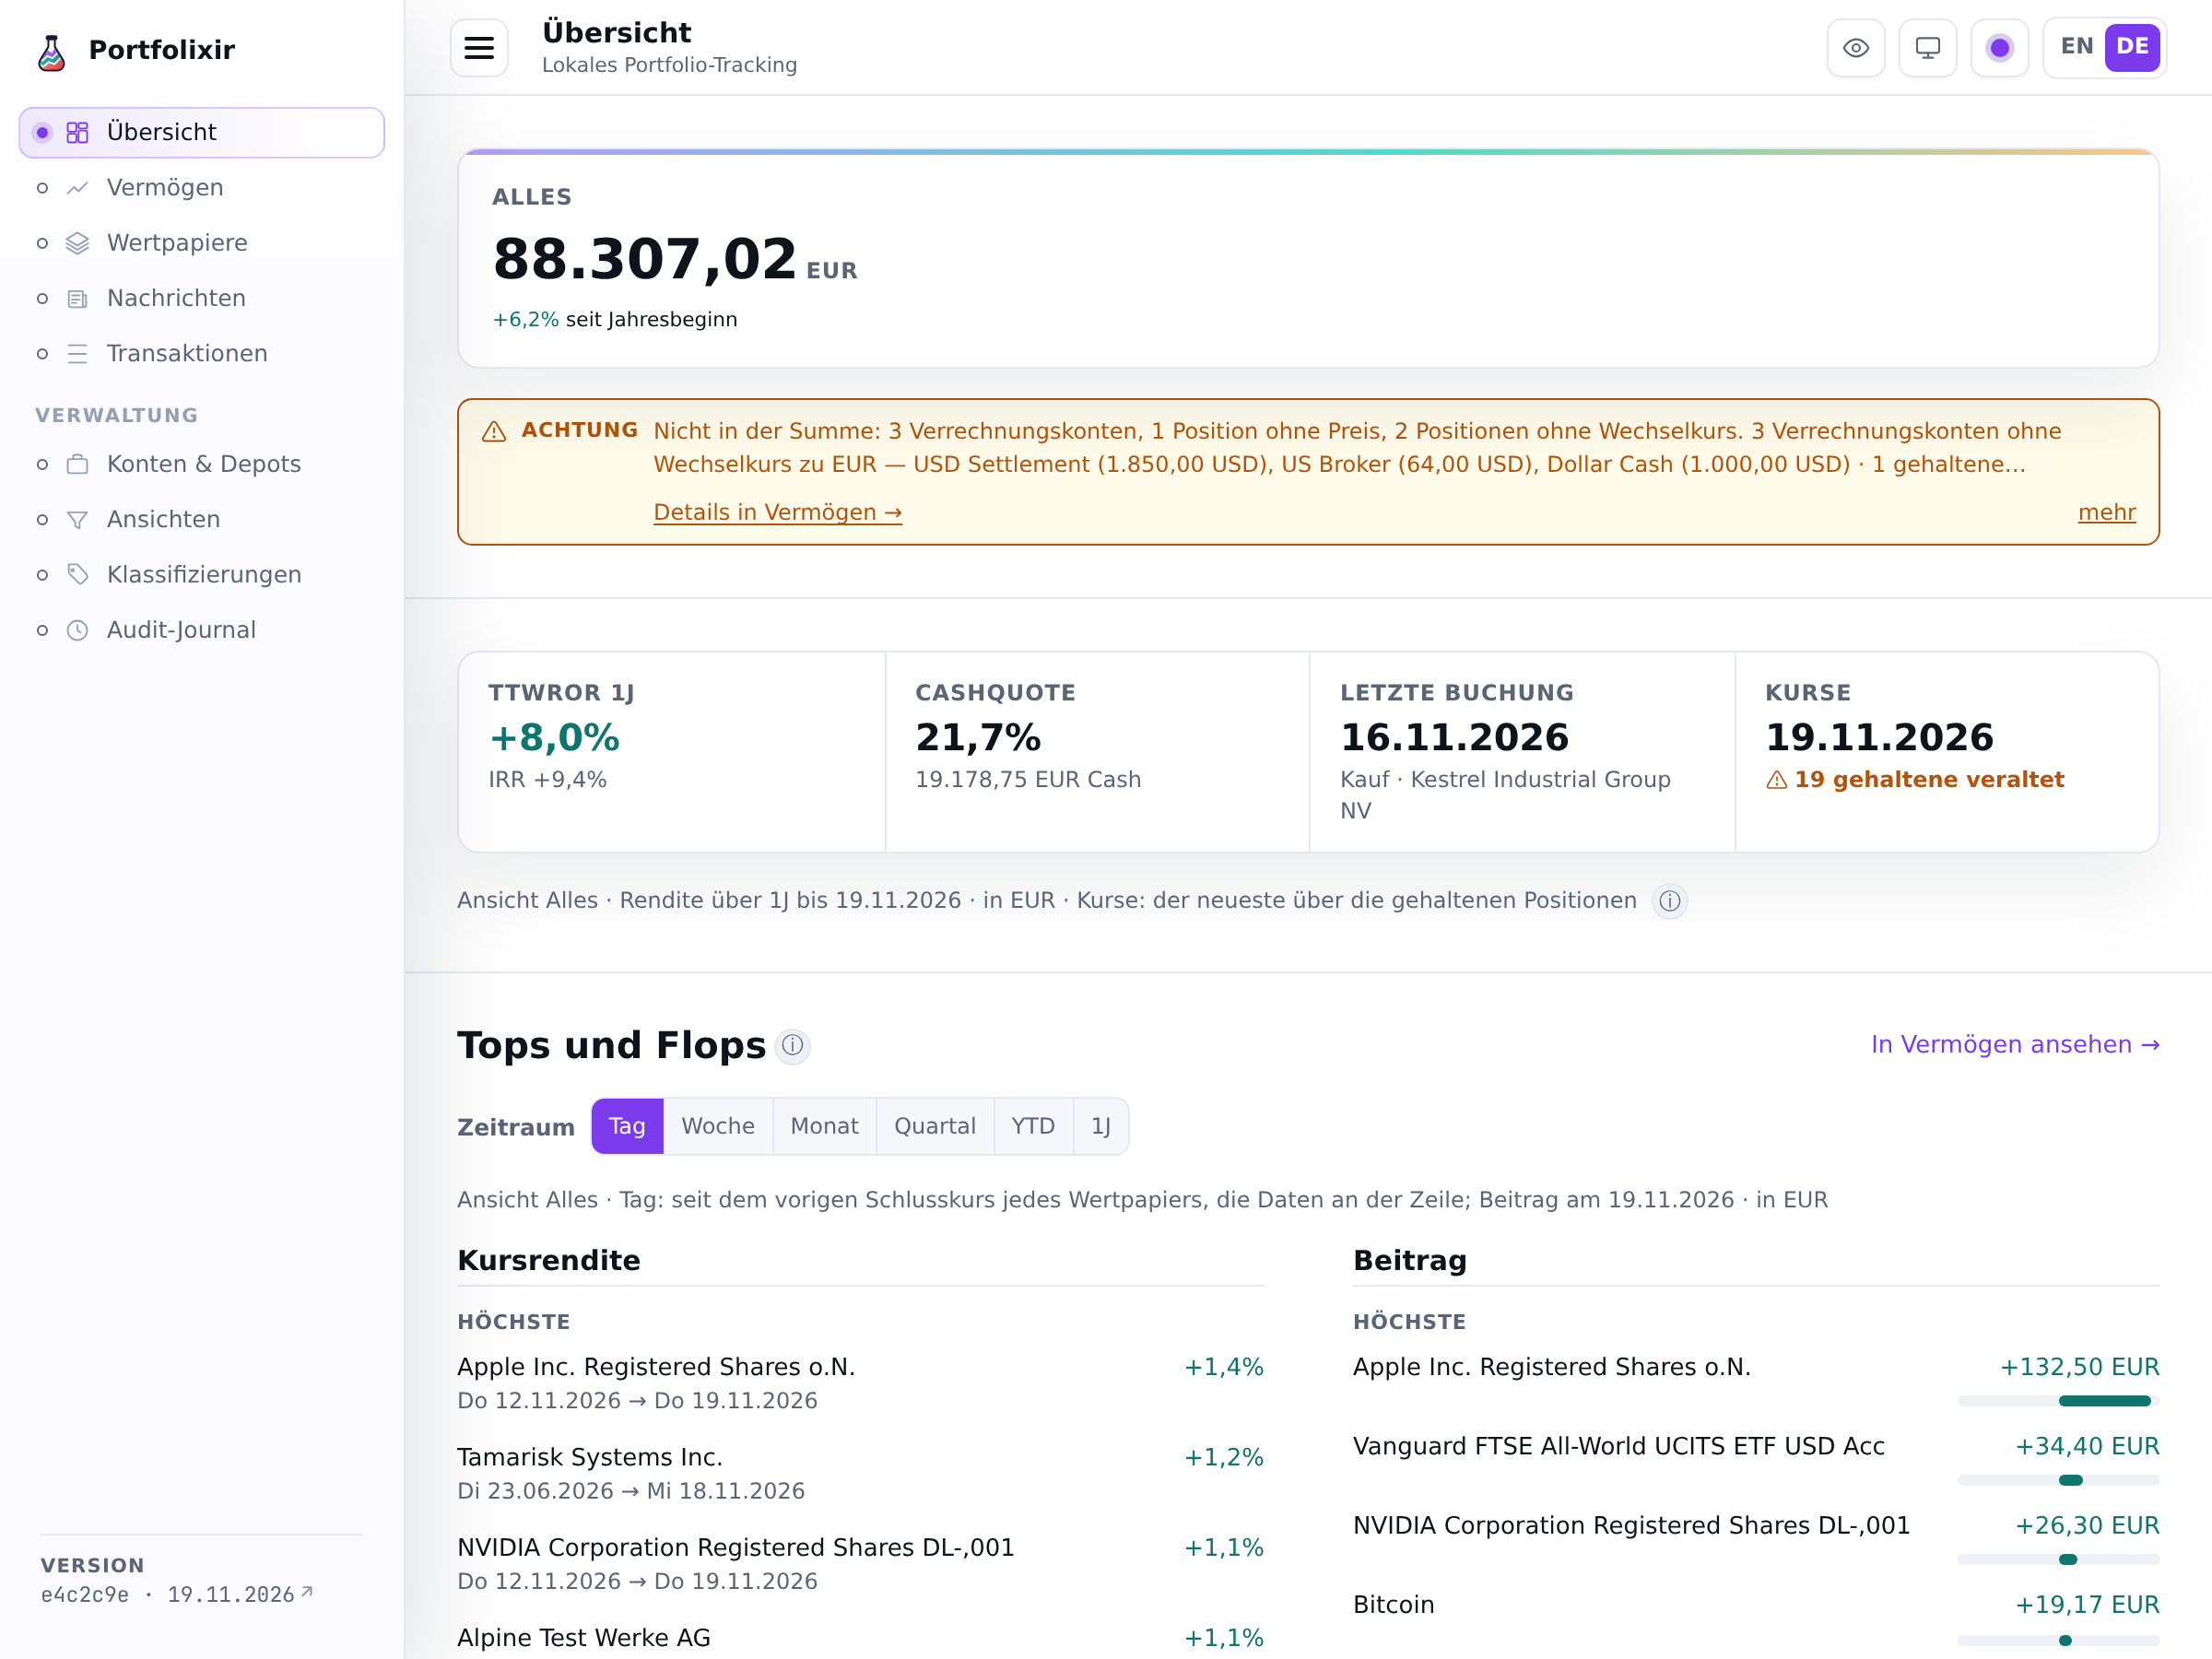 Portfolixir
Übersicht
Vermögen
Wertpapiere
Nachrichten
Transaktionen
VERWALTUNG
Konten & Depots
Ansichten
Klassifizierungen
Audit-Journal
VERSION
e4c2c9e · 19.11.2026↗
Übersicht
Lokales Portfolio-Tracking
EN DE
ALLES
88.307,02 EUR
+6,2% seit Jahresbeginn
ACHTUNG Nicht in der Summe: 3 Verrechnungskonten, 1 Position ohne Preis, 2 Positionen ohne Wechselkurs. 3 Verrechnungskonten ohne
Wechselkurs zu EUR — USD Settlement (1.850,00 USD), US Broker (64,00 USD), Dollar Cash (1.000,00 USD) · 1 gehaltene…
Details in Vermögen → mehr
TTWROR 1J
+8,0%
IRR +9,4%
CASHQUOTE
21,7%
19.178,75 EUR Cash
LETZTE BUCHUNG
16.11.2026
Kauf · Kestrel Industrial Group
NV
KURSE
19.11.2026
19 gehaltene veraltet
Ansicht Alles · Rendite über 1J bis 19.11.2026 · in EUR · Kurse: der neueste über die gehaltenen Positionen ⓘ
Tops und Flops ⓘ
In Vermögen ansehen →
Zeitraum Tag Woche Monat Quartal YTD 1J
Ansicht Alles · Tag: seit dem vorigen Schlusskurs jedes Wertpapiers, die Daten an der Zeile; Beitrag am 19.11.2026 · in EUR
Kursrendite
HÖCHSTE
Apple Inc. Registered Shares o.N. +1,4%
Do 12.11.2026 → Do 19.11.2026
Tamarisk Systems Inc. +1,2%
Di 23.06.2026 → Mi 18.11.2026
NVIDIA Corporation Registered Shares DL-,001 +1,1%
Do 12.11.2026 → Do 19.11.2026
Alpine Test Werke AG +1,1%
Beitrag
HÖCHSTE
Apple Inc. Registered Shares o.N. +132,50 EUR
Vanguard FTSE All-World UCITS ETF USD Acc +34,40 EUR
NVIDIA Corporation Registered Shares DL-,001 +26,30 EUR
Bitcoin +19,17 EUR